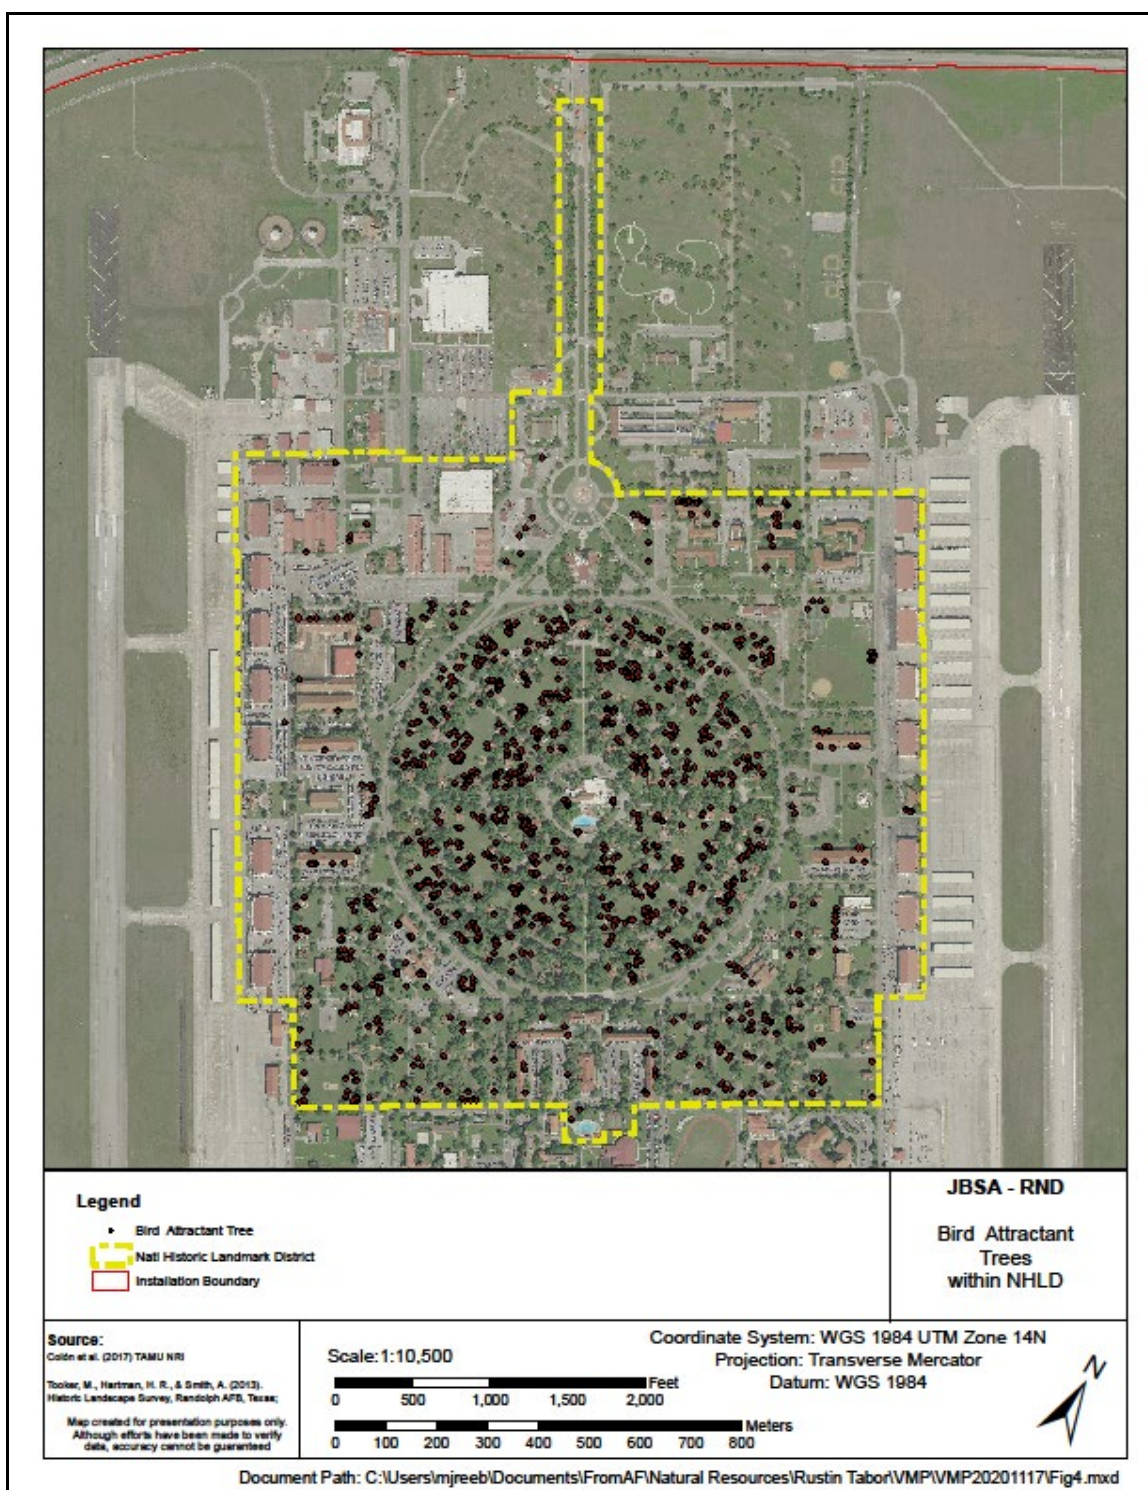 Legend
Bird Attractant Tree
Natl Historic Landmark District
Installation Boundary
JBSA - RND
Bird Attractant
Trees
within NHLD
Source:
Colón et al. (2017) TAMU NRI
Tooker, M., Hartman, H. R., & Smith, A. (2013).
Historic Landscape Survey, Randolph AFB, Texas;
Map created for presentation purposes only.
Although efforts have been made to verify
data, accuracy cannot be guaranteed
Scale:1:10,500
Feet
0 500 1,000 1,500 2,000
Meters
0 100 200 300 400 500 600 700 800
Coordinate System: WGS 1984 UTM Zone 14N
Projection: Transverse Mercator
Datum: WGS 1984
N
Document Path: C:\Users\mjreeb\Documents\FromAF\Natural Resources\Rustin Tabor\VMP\VMP20201117\Fig4.mxd